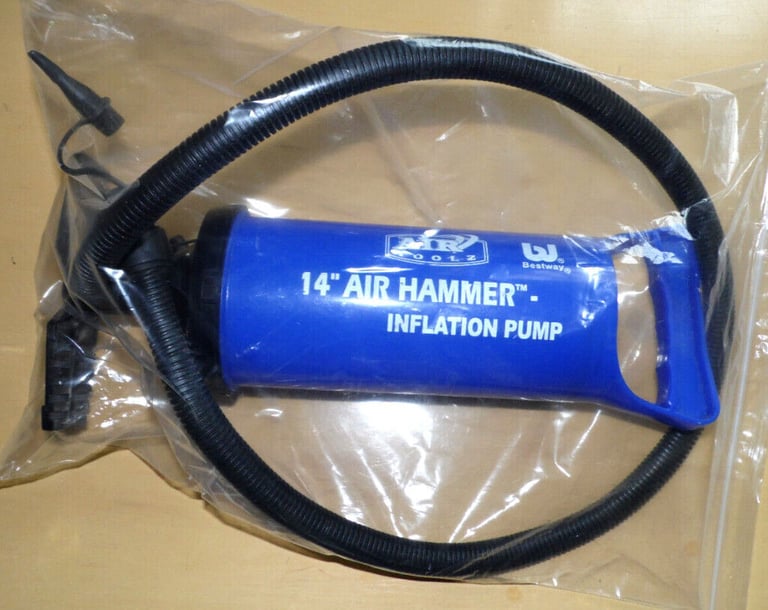 AIR
TOOLZ
Bestway®
14" AIR HAMMER™ -
INFLATION PUMP